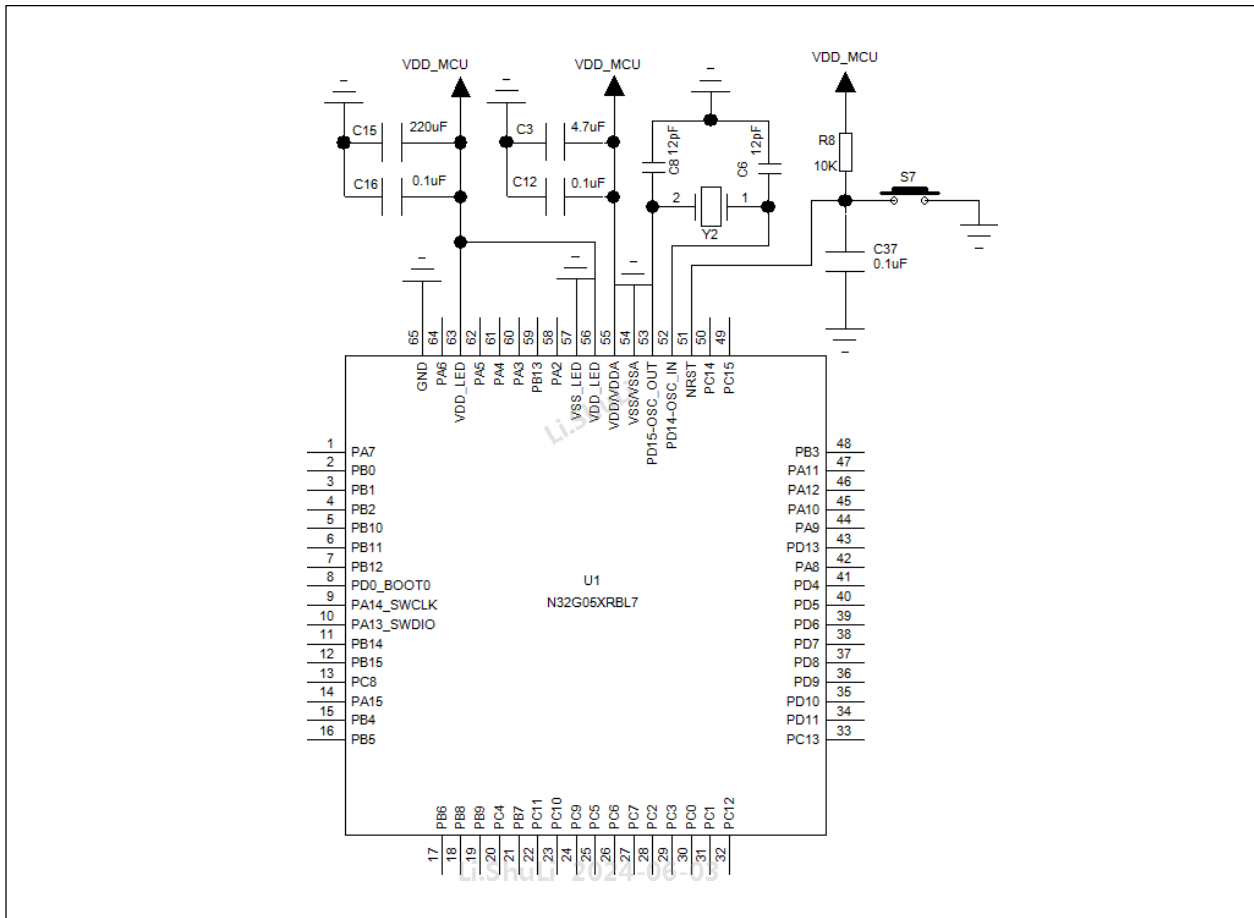 VDD_MCU
VDD_MCU
VDD_MCU
C15
220uF
C16
0.1uF
C3
4.7uF
C12
0.1uF
C8
12pF
12pF
C6
2
1
Y2
R8
10K
S7
C37
0.1uF
65
64
63
62
61
60
59
58
57
56
55
54
53
52
51
50
49
GND
PA6
VDD_LED
PA5
PA4
PA3
PB13
PA2
VSS_LED
VDD_LED
VDD/VDDA
VSS/VSSA
PD15-OSC_OUT
PD14-OSC_IN
NRST
PC14
PC15
Li.ShuLi
1 PA7
2 PB0
3 PB1
4 PB2
5 PB10
6 PB11
7 PB12
8 PD0_BOOT0
9 PA14_SWCLK
10 PA13_SWDIO
11 PB14
12 PB15
13 PC8
14 PA15
15 PB4
16 PB5
U1
N32G05XRBL7
PB3 48
PA11 47
PA12 46
PA10 45
PA9 44
PD13 43
PA8 42
PD4 41
PD5 40
PD6 39
PD7 38
PD8 37
PD9 36
PD10 35
PD11 34
PC13 33
PB6
PB8
PB9
PC4
PB7
PC11
PC10
PC9
PC5
PC6
PC7
PC2
PC3
PC0
PC1
PC12
17
18
19
20
21
22
23
24
25
26
27
28
29
30
31
32
Li.ShuLi 2024-06-03